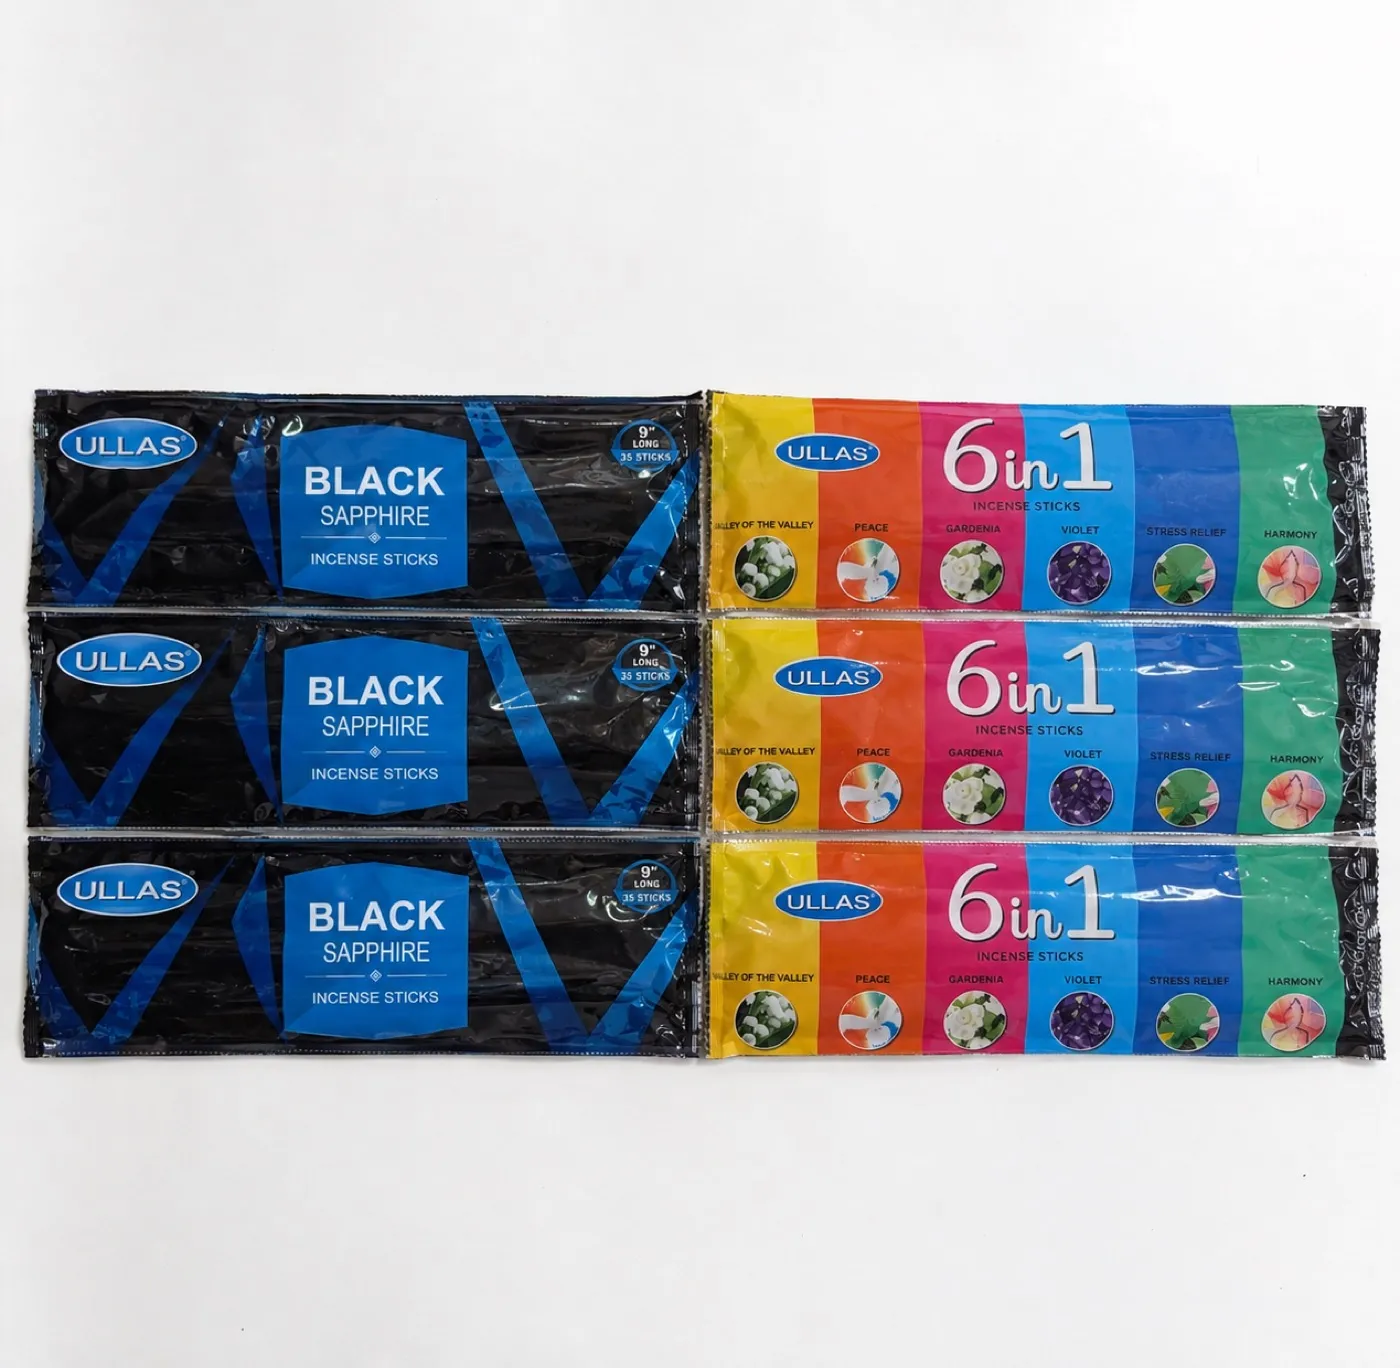 ULLAS®
BLACK
SAPPHIRE
INCENSE STICKS
9"
LONG
35 STICKS
ULLAS®
6in1
INCENSE STICKS
OF THE VALLEY
PEACE
GARDENIA
VIOLET
STRESS RELIEF
HARMONY
ULLAS®
BLACK
SAPPHIRE
INCENSE STICKS
9"
LONG
35 STICKS
ULLAS®
6in1
INCENSE STICKS
OF THE VALLEY
PEACE
GARDENIA
VIOLET
STRESS RELIEF
HARMONY
ULLAS®
BLACK
SAPPHIRE
INCENSE STICKS
9"
LONG
35 STICKS
ULLAS®
6in1
INCENSE STICKS
OF THE VALLEY
PEACE
GARDENIA
VIOLET
STRESS RELIEF
HARMONY